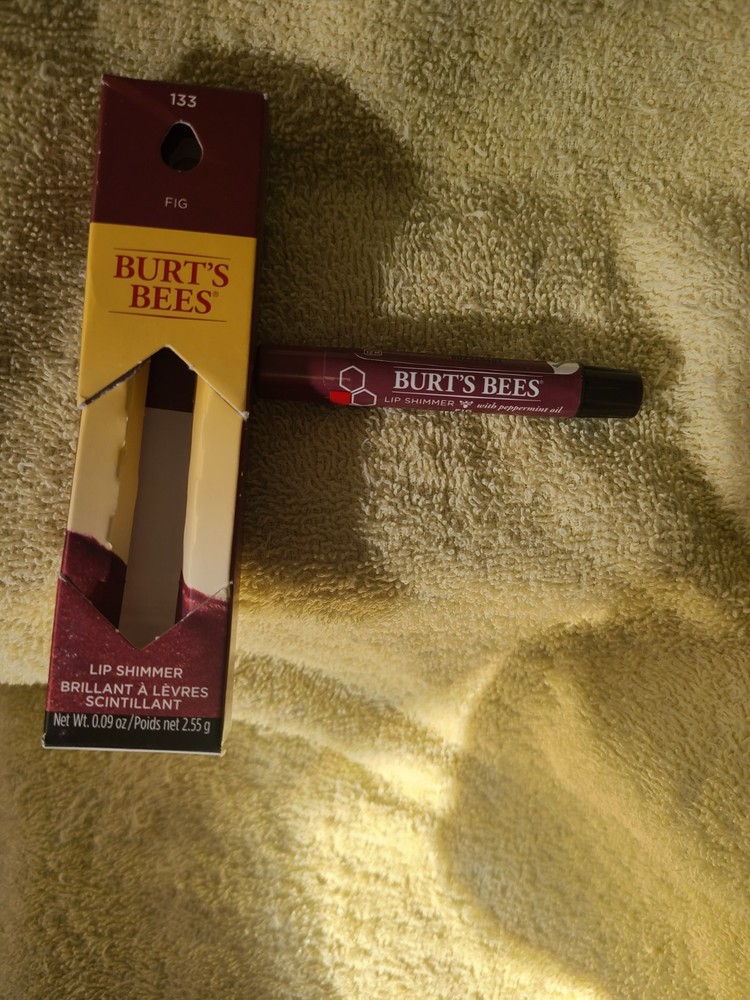 133
FIG
BURT'S
BEES®
LIP SHIMMER
BRILLANT À LÈVRES
SCINTILLANT
Net Wt. 0.09 oz/Poids net 2.55 g
BURT'S BEES®
LIP SHIMMER with peppermint oil